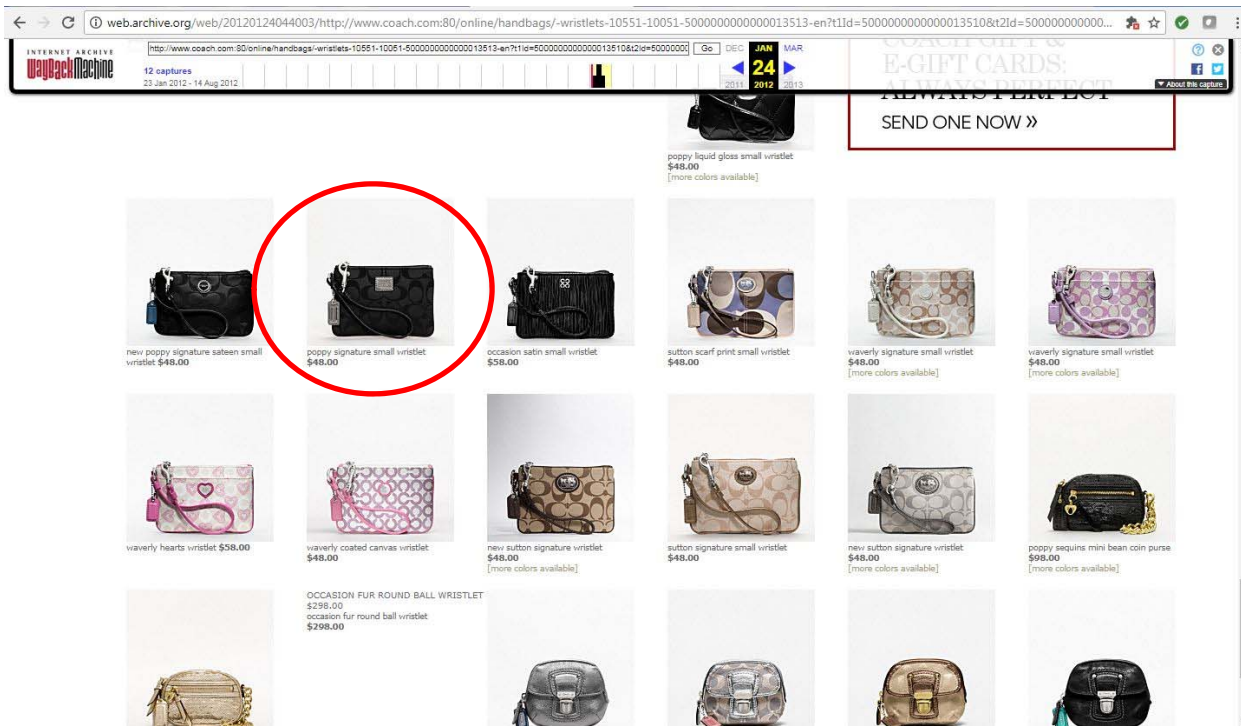 web.archive.org/web/20120124044003/http://www.coach.com:80/online/handbags/-wristlets-10551-10051-5000000000000013513-en?t1Id=5000000000000013510&t2Id=500000000000...
INTERNET ARCHIVE
WayBackMachine
http://www.coach.com:80/online/handbags/-wristlets-10551-10051-5000000000000013513-en?t1Id=5000000000000013510&t2Id=50000000
Go
DEC JAN MAR
12 captures
24
23 Jan 2012 - 14 Aug 2012
2011 2012 2013
About this capture
COACH GIFT &
E-GIFT CARDS:
ALWAYS PERFECT
SEND ONE NOW »
poppy liquid gloss small wristlet
$48.00
[more colors available]
new poppy signature sateen small
wristlet $48.00
poppy signature small wristlet
$48.00
occasion satin small wristlet
$58.00
sutton scarf print small wristlet
$48.00
waverly signature small wristlet
$48.00
[more colors available]
waverly signature small wristlet
$48.00
[more colors available]
waverly hearts wristlet $58.00
waverly coated canvas wristlet
$48.00
new sutton signature wristlet
$48.00
[more colors available]
sutton signature small wristlet
$48.00
new sutton signature wristlet
$48.00
[more colors available]
poppy sequins mini bean coin purse
$98.00
[more colors available]
OCCASION FUR ROUND BALL WRISTLET
$298.00
occasion fur round ball wristlet
$298.00